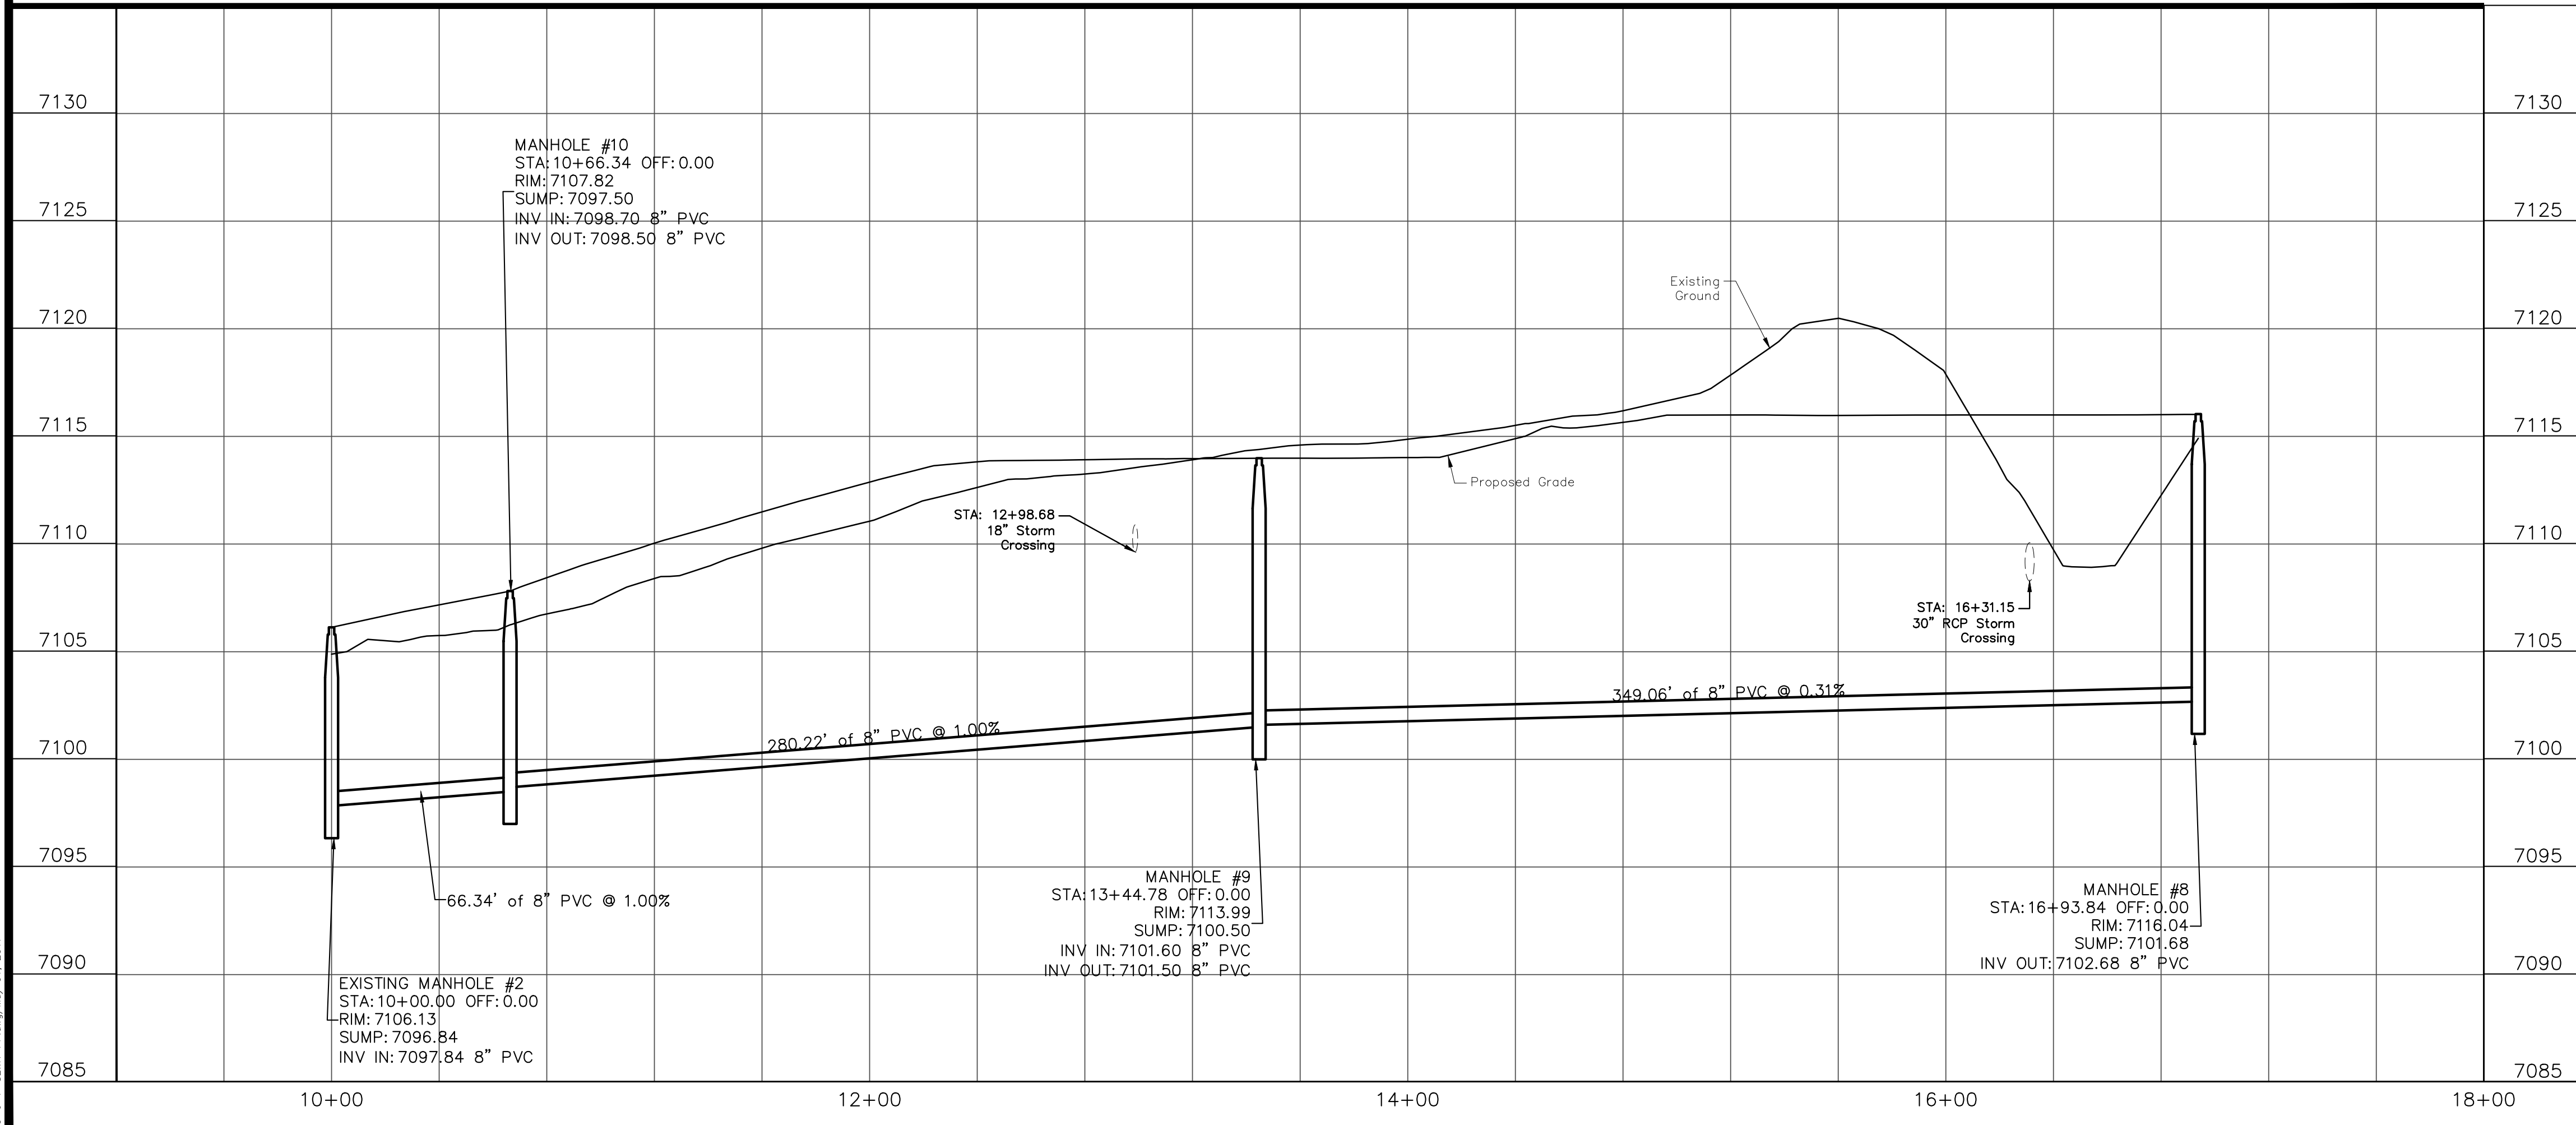 7130
7130
MANHOLE #10
STA:10+66.34 OFF:0.00
RIM:7107.82
SUMP:7097.50
INV IN:7098.70 8" PVC
INV OUT:7098.50 8" PVC
7125
7125
Existing
Ground
7120
7120
7115
7115
Proposed Grade
STA: 12+98.68
18" Storm
Crossing
7110
7110
STA: 16+31.15
30" RCP Storm
Crossing
7105
7105
349.06' of 8" PVC @ 0.31%
280.22' of 8" PVC @ 1.00%
7100
7100
7095
7095
66.34' of 8" PVC @ 1.00%
MANHOLE #9
STA:13+44.78 OFF:0.00
RIM:7113.99
SUMP:7100.50
INV IN:7101.60 8" PVC
INV OUT:7101.50 8" PVC
MANHOLE #8
STA:16+93.84 OFF:0.00
RIM:7116.04
SUMP:7101.68
INV OUT:7102.68 8" PVC
7090
7090
EXISTING MANHOLE #2
STA:10+00.00 OFF:0.00
RIM:7106.13
SUMP:7096.84
INV IN:7097.84 8" PVC
7085
7085
10+00
12+00
14+00
16+00
18+00